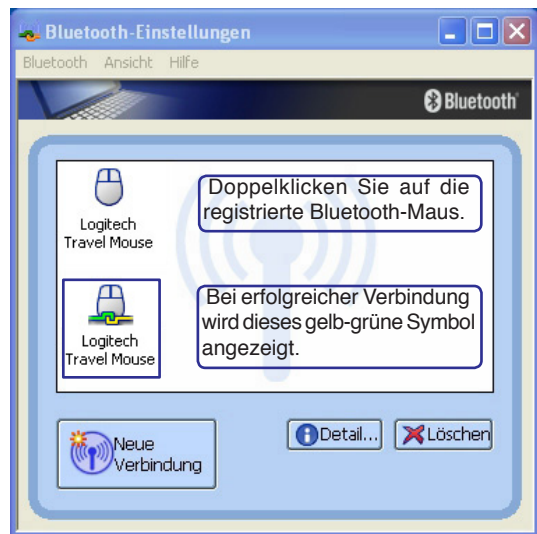 Bluetooth-Einstellungen
Bluetooth Ansicht Hilfe
Bluetooth
Logitech
Travel Mouse
Doppelklicken Sie auf die
registrierte Bluetooth-Maus.
Logitech
Travel Mouse
Bei erfolgreicher Verbindung
wird dieses gelb-grüne Symbol
angezeigt.
Neue
Verbindung
Detail...
Löschen